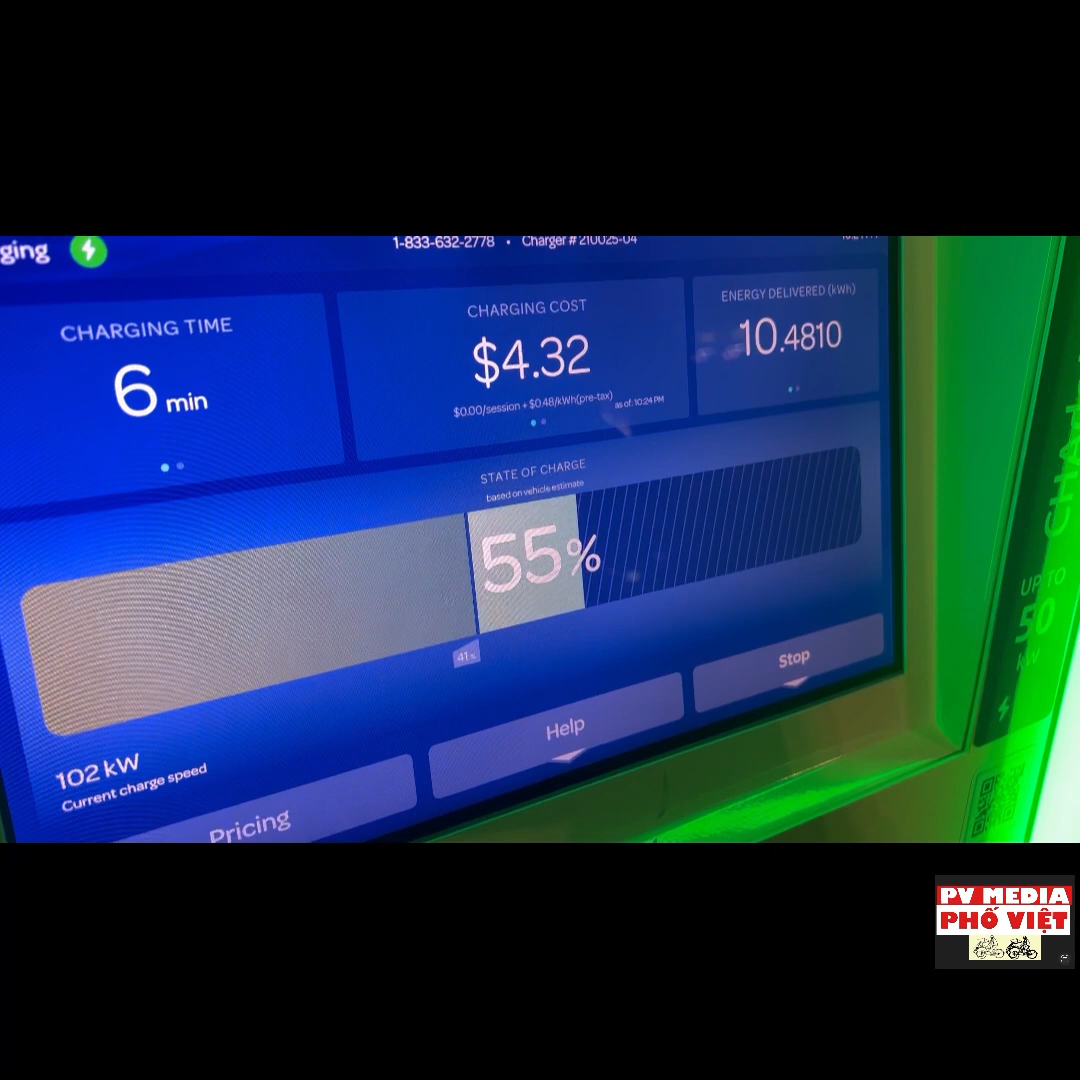 ging
1-833-632-2778 • Charger # 210025-04
CHARGING TIME
6 min
CHARGING COST
$4.32
$0.00/session + $0.48/kWh(pre-tax) as of: 10:24 PM
ENERGY DELIVERED (kWh)
10.4810
STATE OF CHARGE
based on vehicle estimate
55%
41%
102 kW
Current charge speed
Pricing
Help
Stop
UP TO
50
kW
PV MEDIA
PHỐ VIỆT